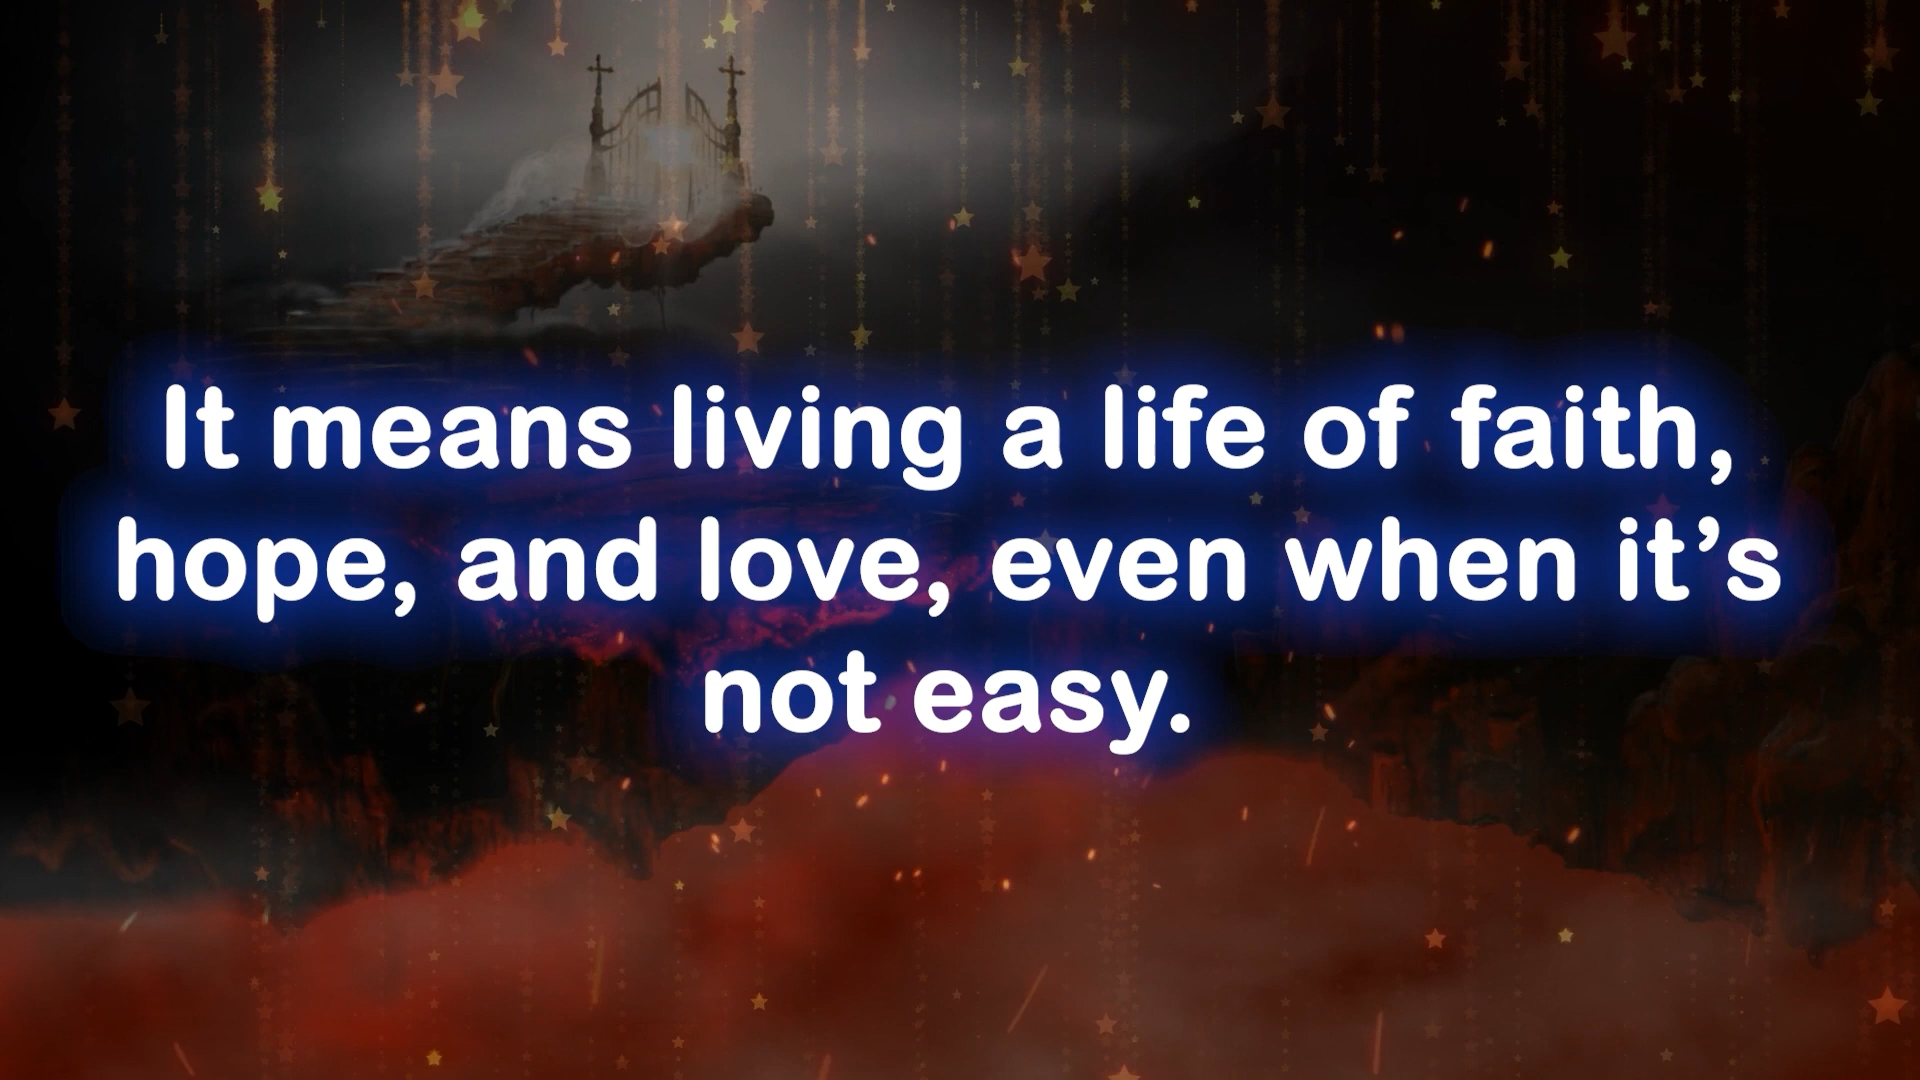 It means living a life of faith,
hope, and love, even when it’s
not easy.